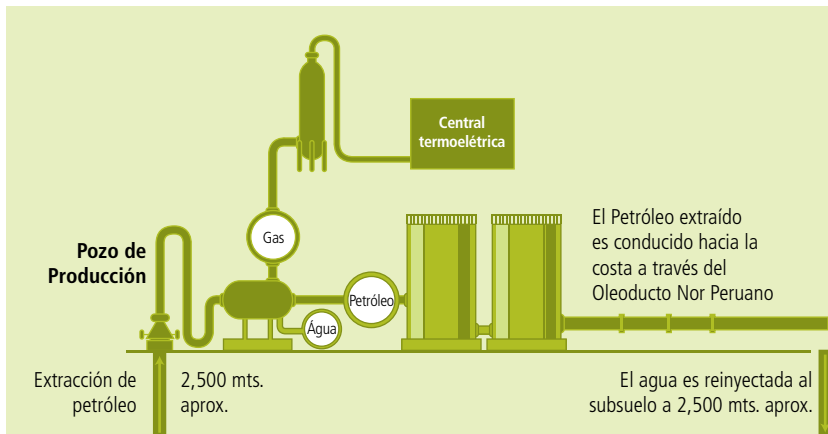 Central
termoelétrica
Gas
Pozo de
Producción
Petróleo
Água
El Petróleo extraído
es conducido hacia la
costa a través del
Oleoducto Nor Peruano
Extracción de
petróleo
2,500 mts.
aprox.
El agua es reinyectada al
subsuelo a 2,500 mts. aprox.